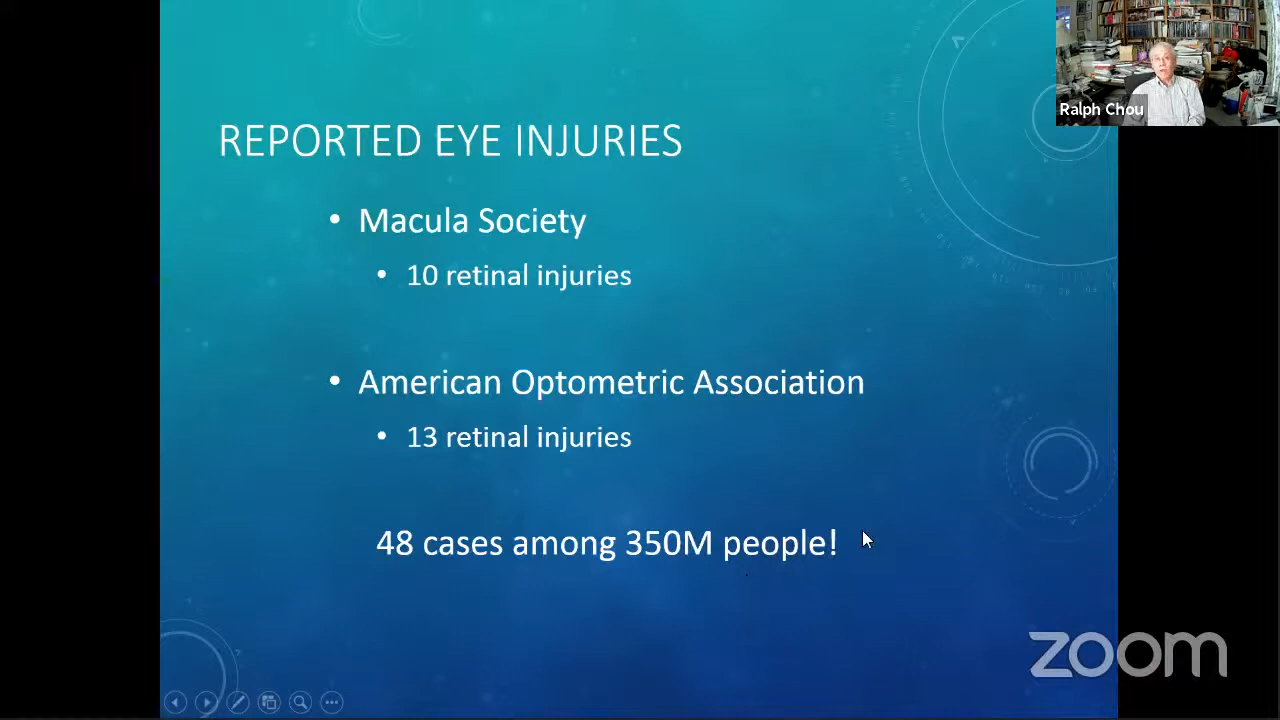 Ralph Chou
REPORTED EYE INJURIES
• Macula Society
• 10 retinal injuries
• American Optometric Association
• 13 retinal injuries
48 cases among 350M people!
zoom